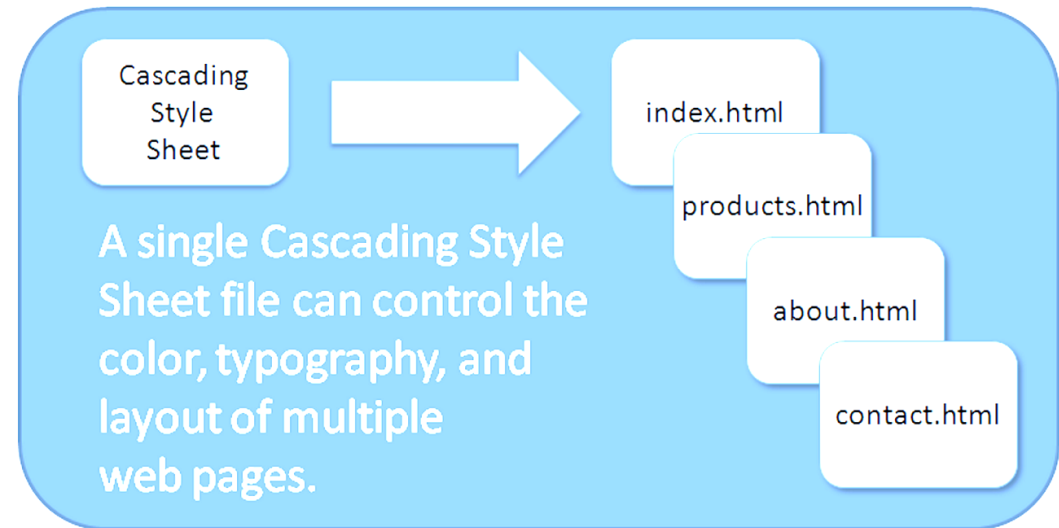 Cascading
Style
Sheet
index.html
products.html
about.html
contact.html
A single Cascading Style
Sheet file can control the
color, typography, and
layout of multiple
web pages.